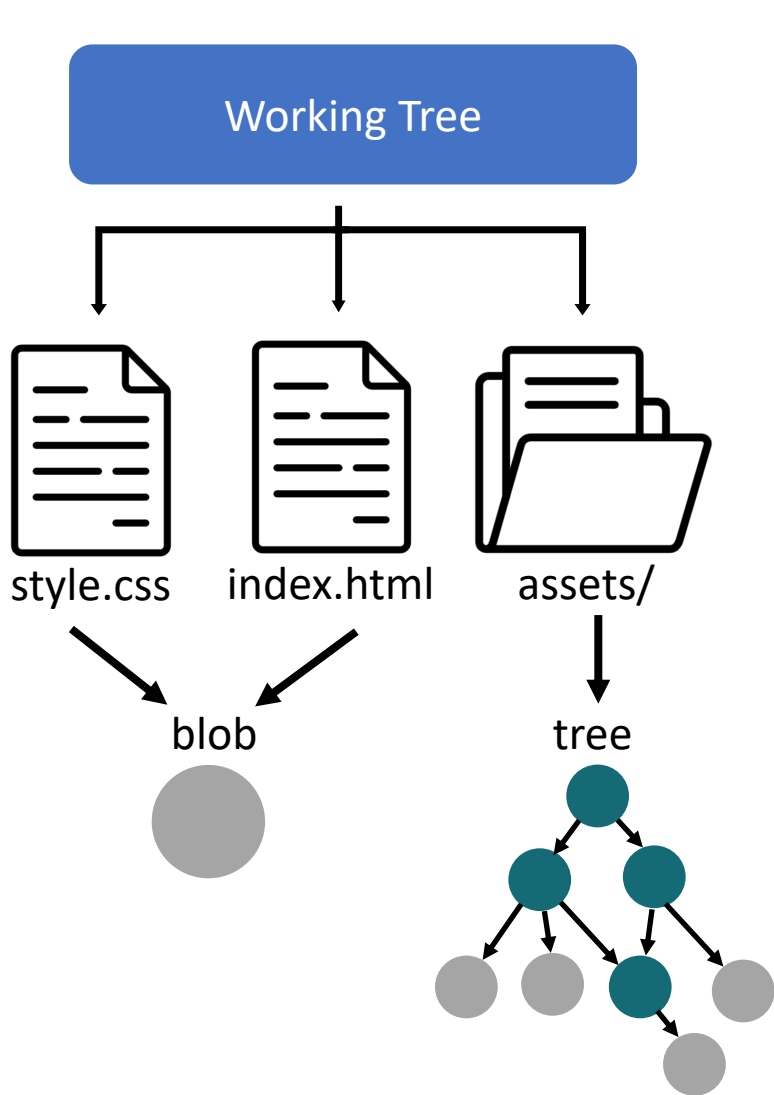 Working Tree
style.css
index.html
assets/
blob
tree